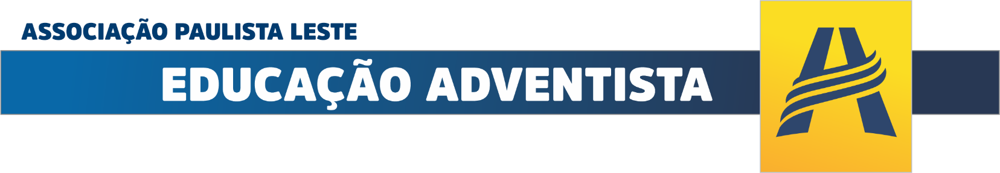 ASSOCIAÇÃO PAULISTA LESTE
EDUCAÇÃO ADVENTISTA